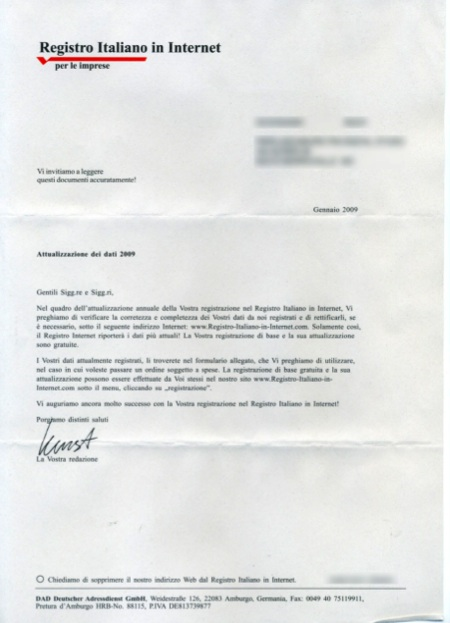 Registro Italiano in Internet
per le imprese
Vi invitiamo a leggere
questi documenti accuratamente!
Gennaio 2009
Attualizzazione dei dati 2009
Gentili Sigg.re e Sigg.ri,
Nel quadro dell'attualizzazione annuale della Vostra registrazione nel Registro Italiano in Internet, Vi
preghiamo di verificare la correttezza e completezza dei Vostri dati da noi registrati e di rettificarli, se
è necessario, sotto il seguente indirizzo Internet: www.Registro-Italiano-in-Internet.com. Solamente così,
il Registro Internet riporterà i dati più attuali! La Vostra registrazione di base e la sua attualizzazione
sono gratuite.
I Vostri dati attualmente registrati, li troverete nel formulario allegato, che Vi preghiamo di utilizzare,
nel caso in cui voleste passare un ordine soggetto a spese. La registrazione di base gratuita e la sua
attualizzazione possono essere effettuate da Voi stessi nel nostro sito www.Registro-Italiano-in-
Internet.com sotto il menu, cliccando su „registrazione".
Vi auguriamo ancora molto successo con la Vostra registrazione nel Registro Italiano in Internet!
Porgiamo distinti saluti
La Vostra redazione
Chiediamo di sopprimere il nostro indirizzo Web dal Registro Italiano in Internet.
DAD Deutscher Adressdienst GmbH, Weidestraße 126, 22083 Amburgo, Germania, Fax: 0049 40 75119911,
Pretura d'Amburgo HRB-No. 88115, P.IVA DE813739877